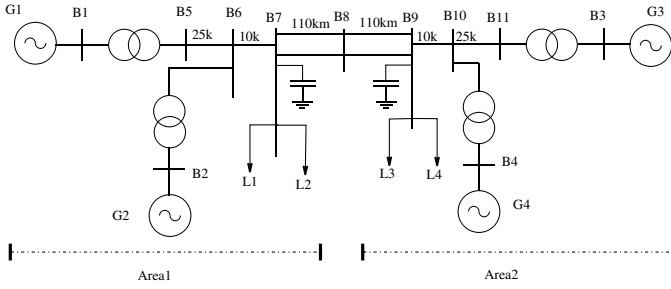 G1
B1
B5
B6
B7
110km
B8
110km
B9
B10
B11
B3
G3
25k
10k
10k
25k
B2
L1
L2
L3
L4
B4
G2
G4
Area1
Area2